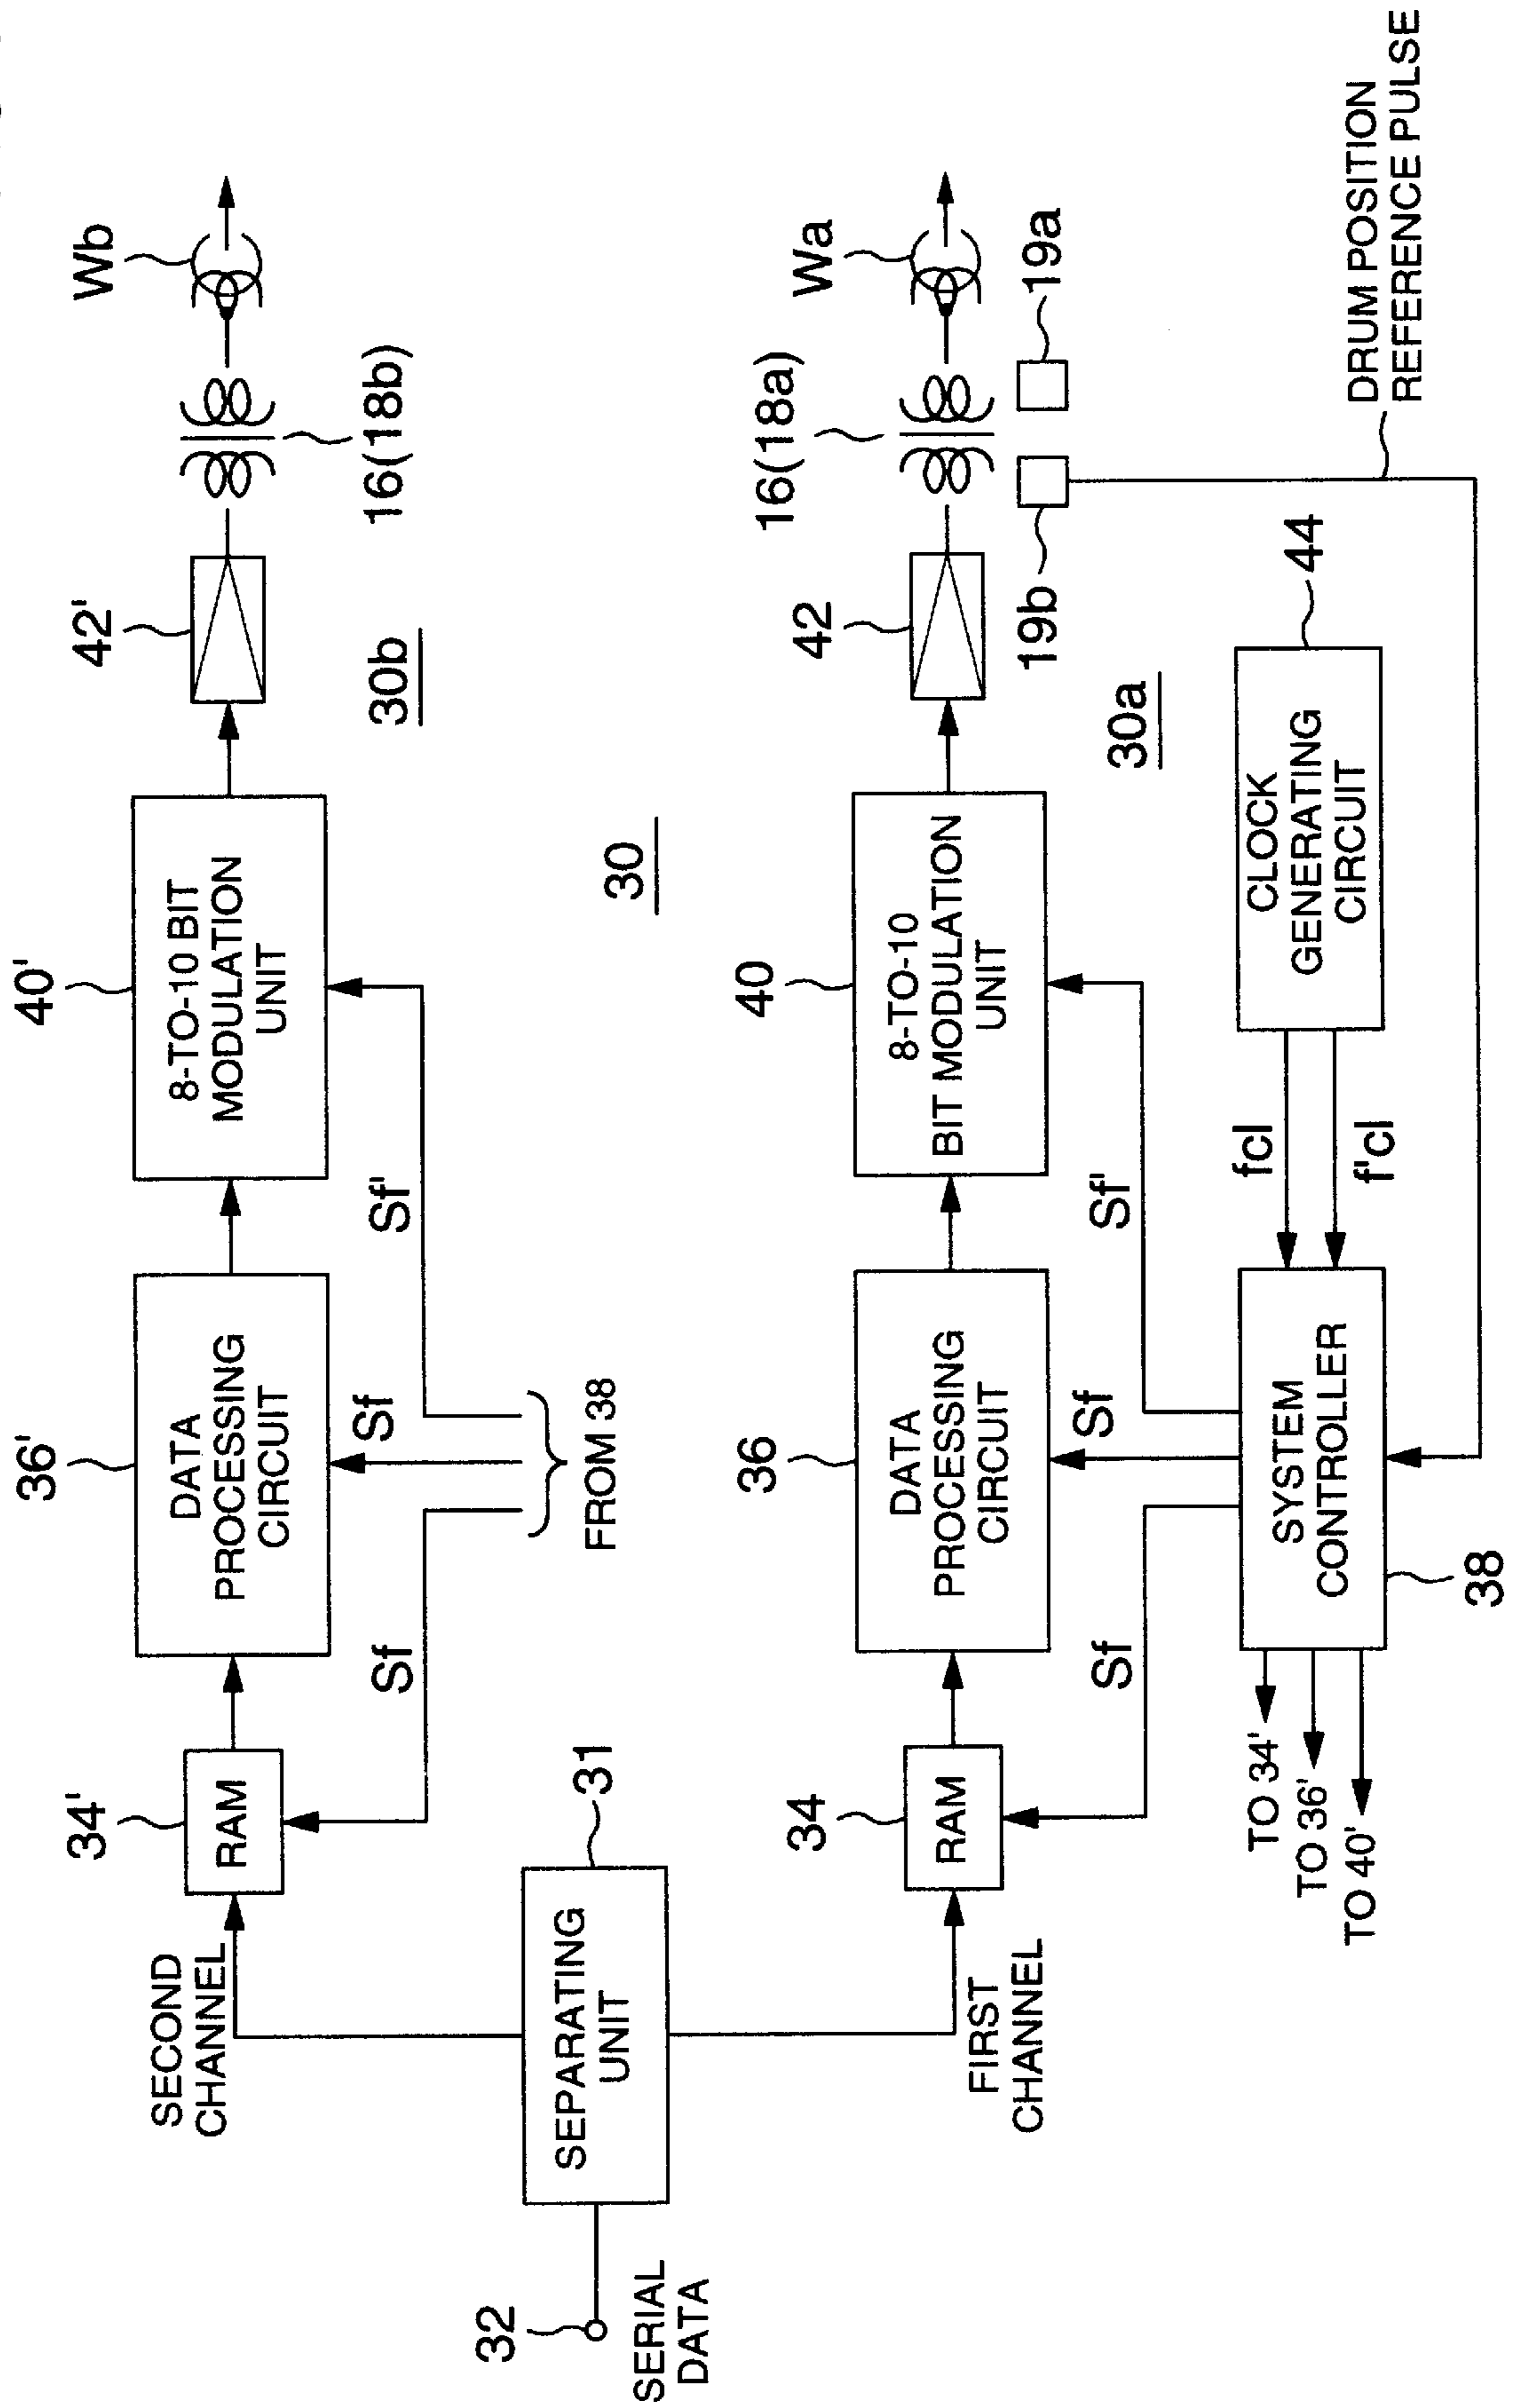 SECOND
CHANNEL
34'
RAM
Sf
36'
DATA
PROCESSING
CIRCUIT
Sf
FROM 38
Sf'
40'
8-TO-10 BIT
MODULATION
UNIT
42'
30b
16(18b)
Wb
32
SERIAL
DATA
SEPARATING
UNIT
31
30
FIRST
CHANNEL
34
RAM
Sf
36
DATA
PROCESSING
CIRCUIT
Sf
Sf'
40
8-TO-10
BIT MODULATION
UNIT
42
30a
16(18a)
Wa
19b
19a
TO 34'
TO 36'
TO 40'
SYSTEM
CONTROLLER
38
fcl
f'cl
CLOCK
GENERATING
CIRCUIT
44
DRUM POSITION
REFERENCE PULSE